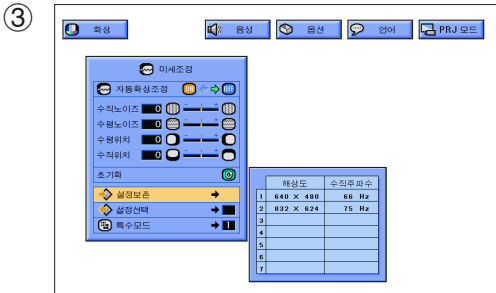 ③
화상 음성 옵션 언어 PRJ 모드
미세조정
자동화상조정 ON OFF
수직노이즈 0 - +
수평노이즈 0 - +
수평위치 0 - +
수직위치 0 - +
초기화
설정보존
설정선택
특수모드 1
해상도 수직주파수
1 640 X 480 66 Hz
2 832 X 624 75 Hz
3
4
5
6
7